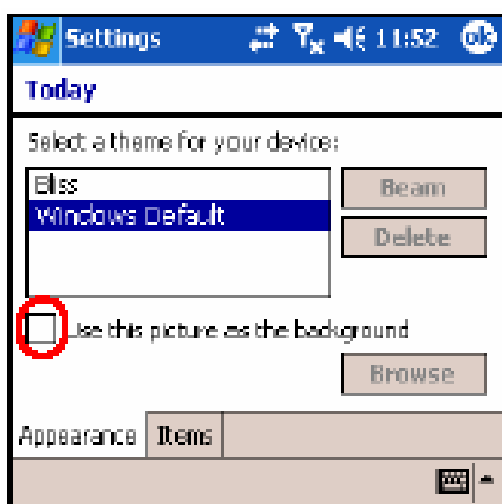 Settings 11:52 ok
Today
Select a theme for your device:
Bliss
Windows Default
Beam
Delete
Use this picture as the background
Browse
Appearance Items